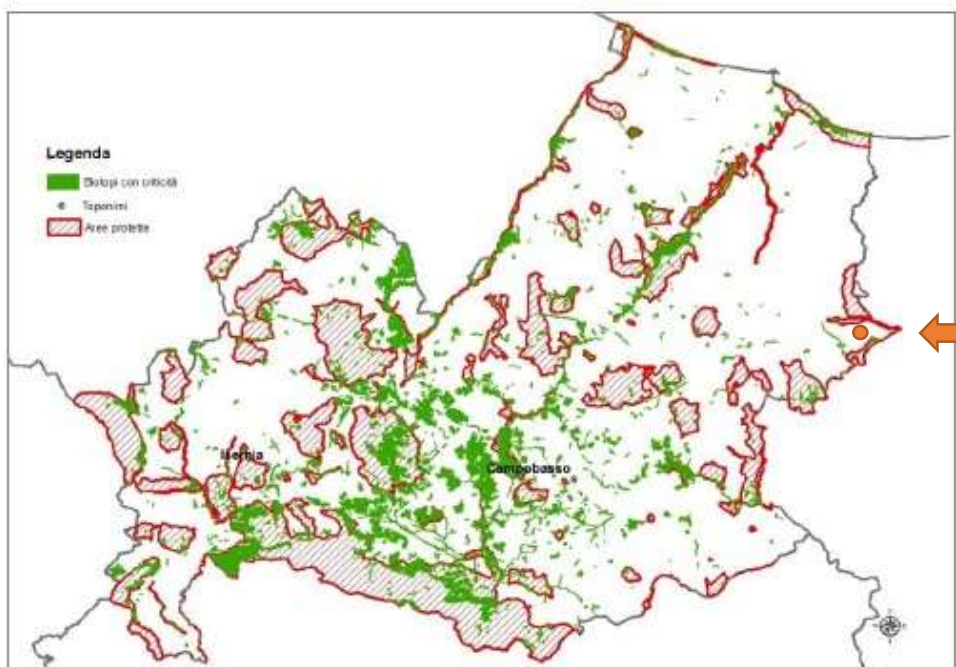 Legenda
Biotopi con criticità
Toponimi
Aree protette
Isernia
Campobasso